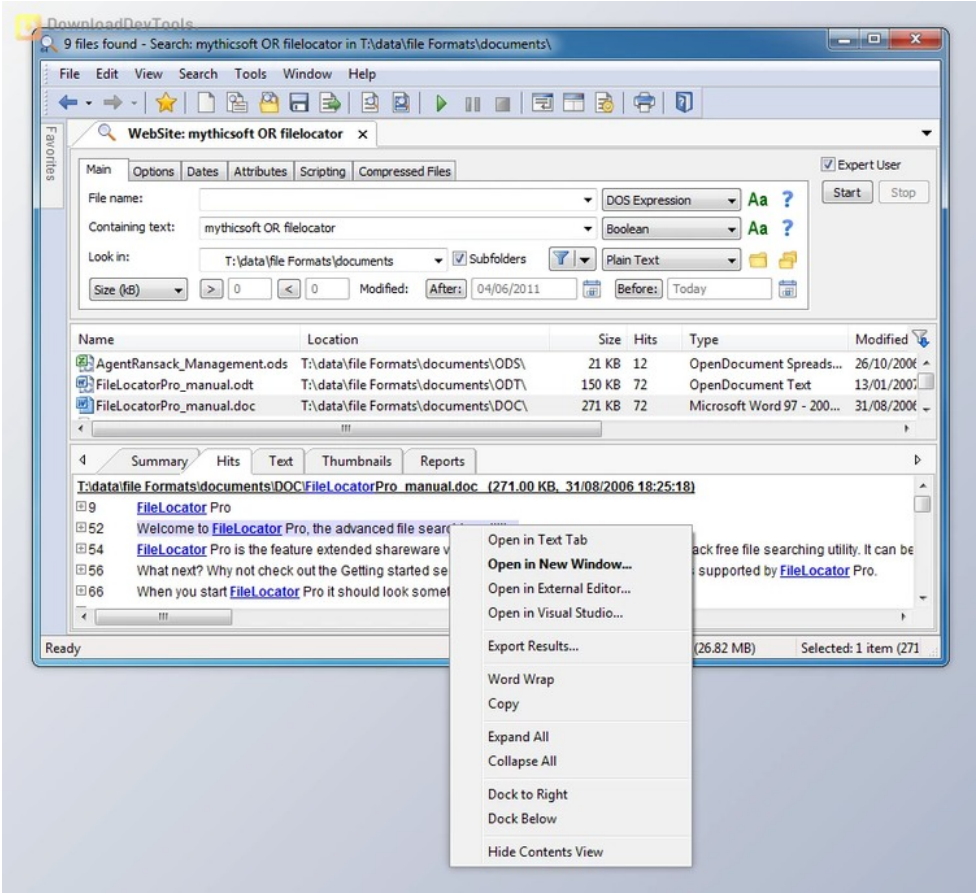 DownloadDevTools
9 files found - Search: mythicsoft OR filelocator in T:\data\file Formats\documents\
File Edit View Search Tools Window Help
Favorites
WebSite: mythicsoft OR filelocator x
Main Options Dates Attributes Scripting Compressed Files
Expert User
File name: DOS Expression Aa ?
Start Stop
Containing text: mythicsoft OR filelocator Boolean Aa ?
Look in: T:\data\file Formats\documents Subfolders Plain Text
Size (kB) > 0 < 0 Modified: After: 04/06/2011 Before: Today
Name Location Size Hits Type Modified
AgentRansack_Management.ods T:\data\file Formats\documents\ODS\ 21 KB 12 OpenDocument Spreads... 26/10/2006
FileLocatorPro_manual.odt T:\data\file Formats\documents\ODT\ 150 KB 72 OpenDocument Text 13/01/2007
FileLocatorPro_manual.doc T:\data\file Formats\documents\DOC\ 271 KB 72 Microsoft Word 97 - 200... 31/08/2006
Summary Hits Text Thumbnails Reports
T:\data\file Formats\documents\DOC\FileLocatorPro_manual.doc (271.00 KB, 31/08/2006 18:25:18)
9 FileLocator Pro
52 Welcome to FileLocator Pro, the advanced file
54 FileLocator Pro is the feature extended shareware ack free file searching utility. It can be
56 What next? Why not check out the Getting started supported by FileLocator Pro.
66 When you start FileLocator Pro it should look
Ready (26.82 MB) Selected: 1 item (271
Open in Text Tab
Open in New Window...
Open in External Editor...
Open in Visual Studio...
Export Results...
Word Wrap
Copy
Expand All
Collapse All
Dock to Right
Dock Below
Hide Contents View